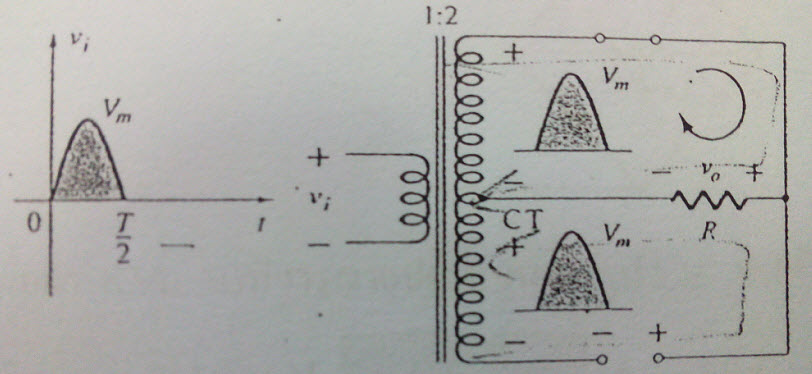 1:2
v_i
V_m
0
T/2
t
+
v_i
−
+
V_m
−
− v_o +
CT
R
+
V_m
−
− +